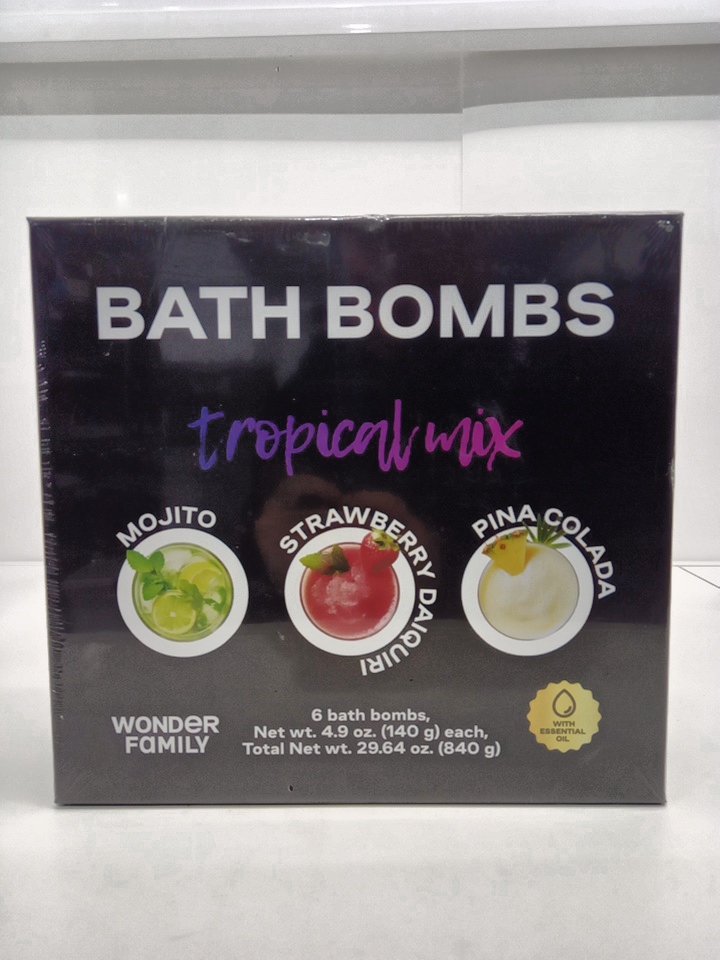 BATH BOMBS
tropical mix
MOJITO
STRAWBERRY DAIQUIRI
PINA COLADA
WONDER
FAMILY
6 bath bombs,
Net wt. 4.9 oz. (140 g) each,
Total Net wt. 29.64 oz. (840 g)
WITH
ESSENTIAL
OIL